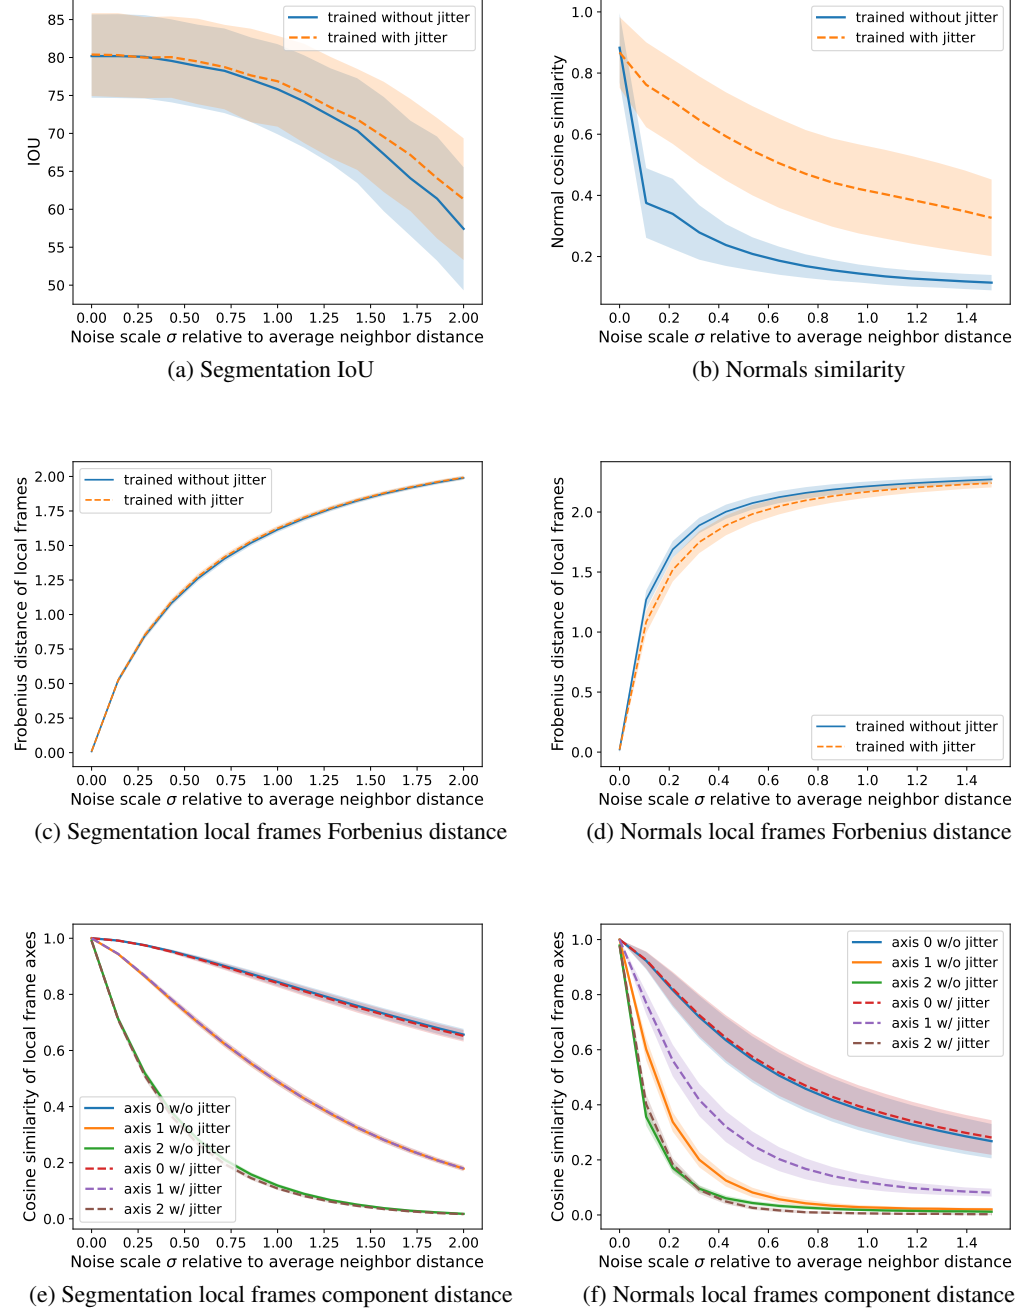 trained without jitter
trained with jitter
85
80
75
70
65
60
55
50
IOU
0.00 0.25 0.50 0.75 1.00 1.25 1.50 1.75 2.00
Noise scale σ relative to average neighbor distance
(a) Segmentation IoU
trained without jitter
trained with jitter
1.0
0.8
0.6
0.4
0.2
Normal cosine similarity
0.0 0.2 0.4 0.6 0.8 1.0 1.2 1.4
Noise scale σ relative to average neighbor distance
(b) Normals similarity
trained without jitter
trained with jitter
2.00
1.75
1.50
1.25
1.00
0.75
0.50
0.25
0.00
Frobenius distance of local frames
0.00 0.25 0.50 0.75 1.00 1.25 1.50 1.75 2.00
Noise scale σ relative to average neighbor distance
(c) Segmentation local frames Forbenius distance
2.0
1.5
1.0
0.5
0.0
Frobenius distance of local frames
trained without jitter
trained with jitter
0.0 0.2 0.4 0.6 0.8 1.0 1.2 1.4
Noise scale σ relative to average neighbor distance
(d) Normals local frames Forbenius distance
1.0
0.8
0.6
0.4
0.2
0.0
Cosine similarity of local frame axes
axis 0 w/o jitter
axis 1 w/o jitter
axis 2 w/o jitter
axis 0 w/ jitter
axis 1 w/ jitter
axis 2 w/ jitter
0.00 0.25 0.50 0.75 1.00 1.25 1.50 1.75 2.00
Noise scale σ relative to average neighbor distance
(e) Segmentation local frames component distance
axis 0 w/o jitter
axis 1 w/o jitter
axis 2 w/o jitter
axis 0 w/ jitter
axis 1 w/ jitter
axis 2 w/ jitter
1.0
0.8
0.6
0.4
0.2
0.0
Cosine similarity of local frame axes
0.0 0.2 0.4 0.6 0.8 1.0 1.2 1.4
Noise scale σ relative to average neighbor distance
(f) Normals local frames component distance